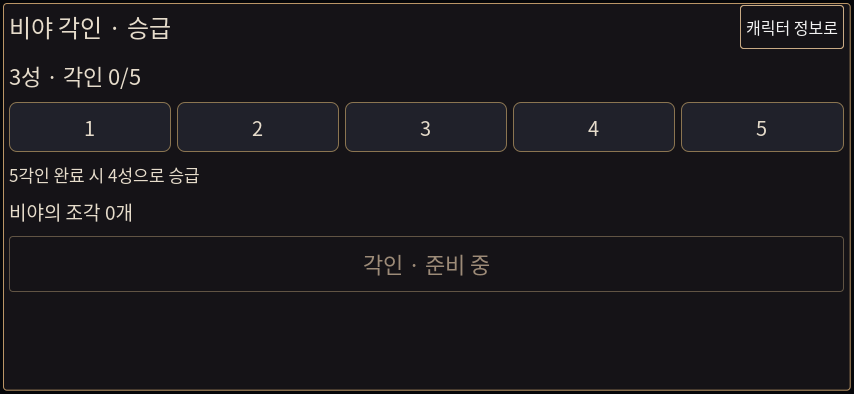 비야 각인 · 승급
캐릭터 정보로
3성 · 각인 0/5
1 2 3 4 5
5각인 완료 시 4성으로 승급
비야의 조각 0개
각인 · 준비 중